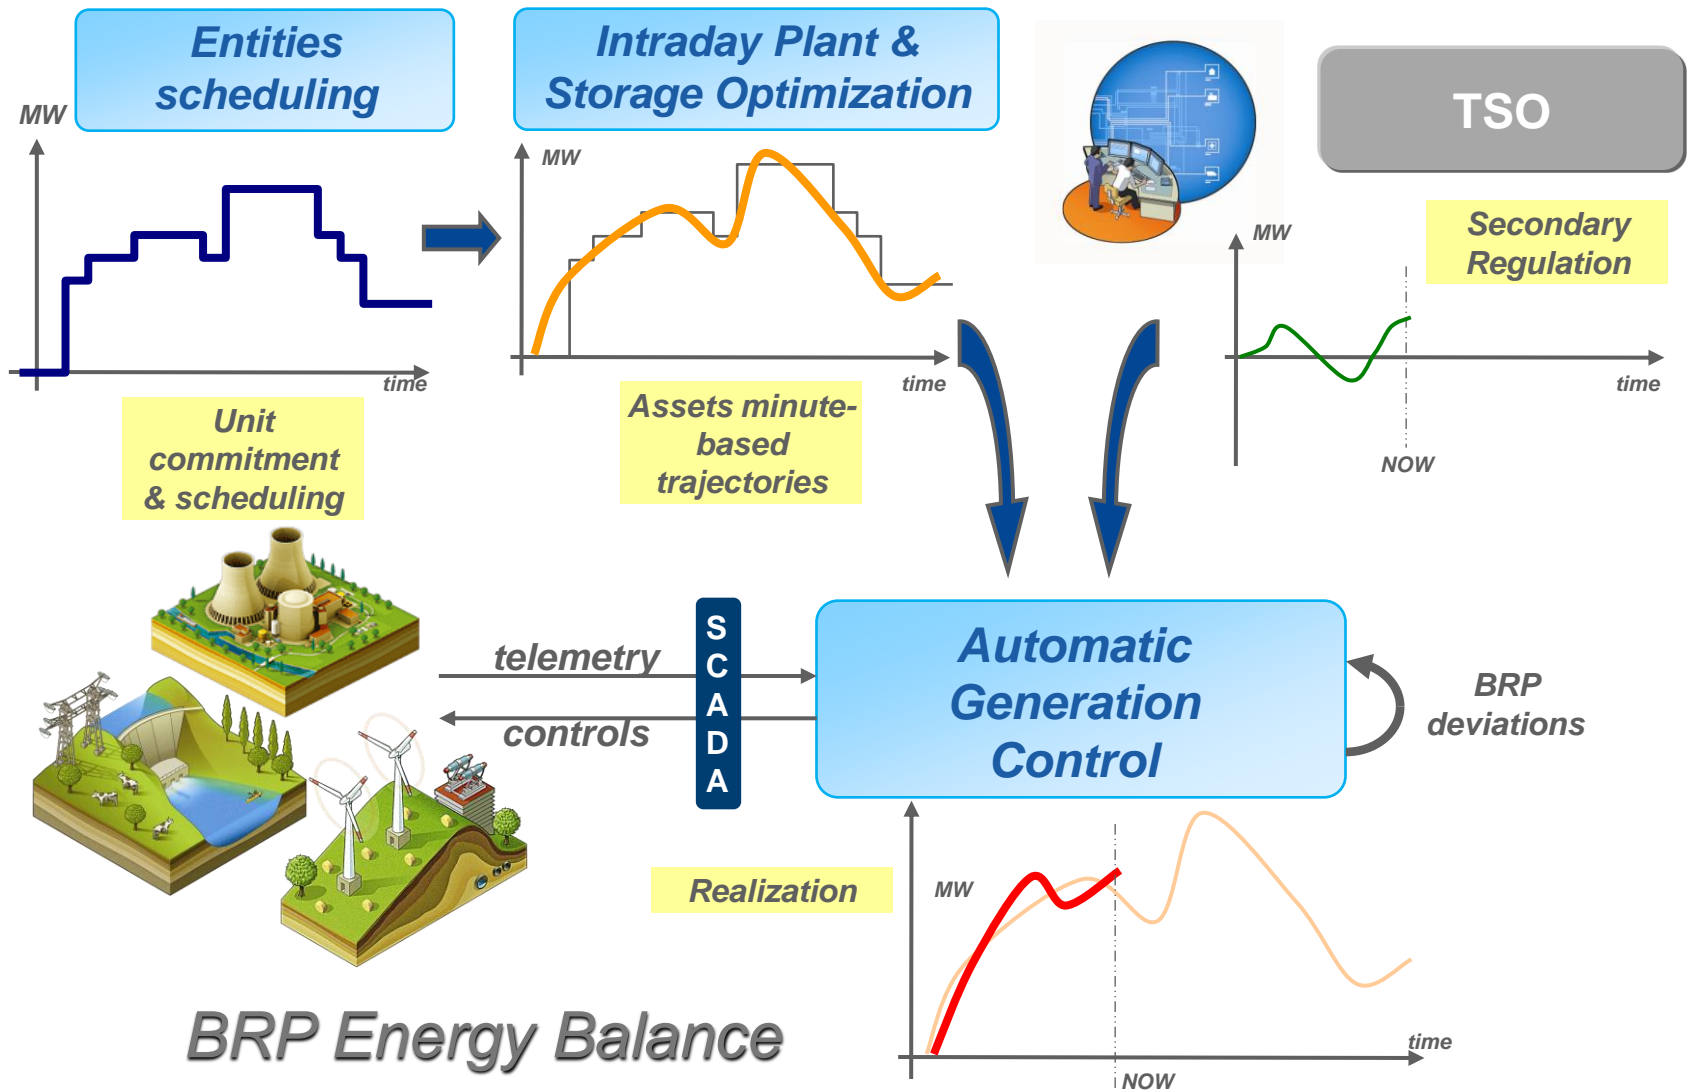 Entities
scheduling
Intraday Plant &
Storage Optimization
TSO
MW
time
MW
time
Secondary
Regulation
MW
time
NOW
Unit
commitment
& scheduling
Assets minute-
based
trajectories
telemetry
controls
S
C
A
D
A
Automatic
Generation
Control
BRP
deviations
Realization
MW
time
NOW
BRP Energy Balance